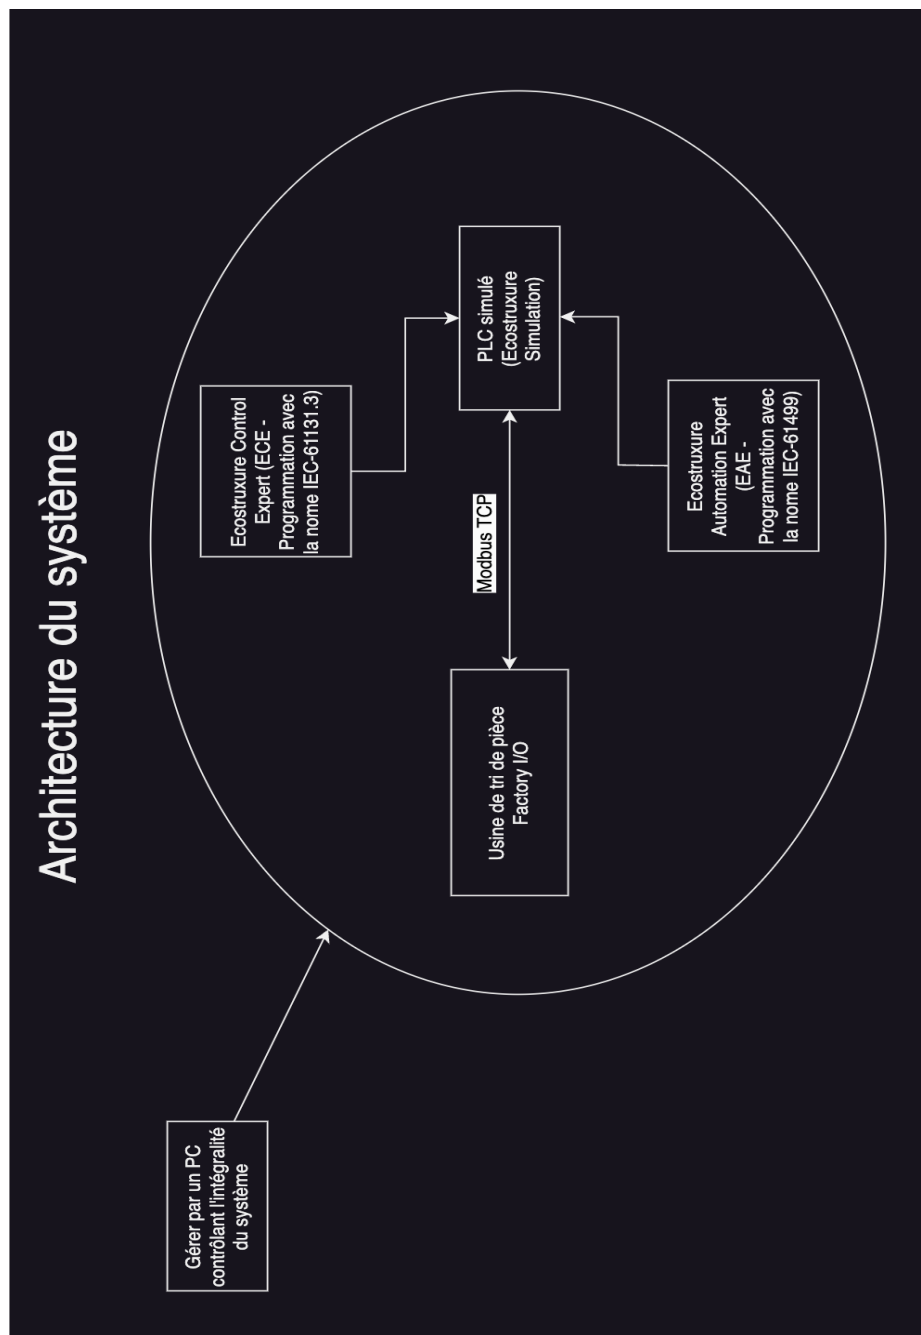 Architecture du système
Gérer par un PC
contrôlant l'intégralité
du système
Ecostruxure Control
Expert (ECE -
Programmation avec
la nome IEC-61131.3)
Usine de tri de pièce
Factory I/O
Modbus TCP
PLC simulé
(Ecostruxure
Simulation)
Ecostruxure
Automation Expert
(EAE -
Programmation avec
la nome IEC-61499)